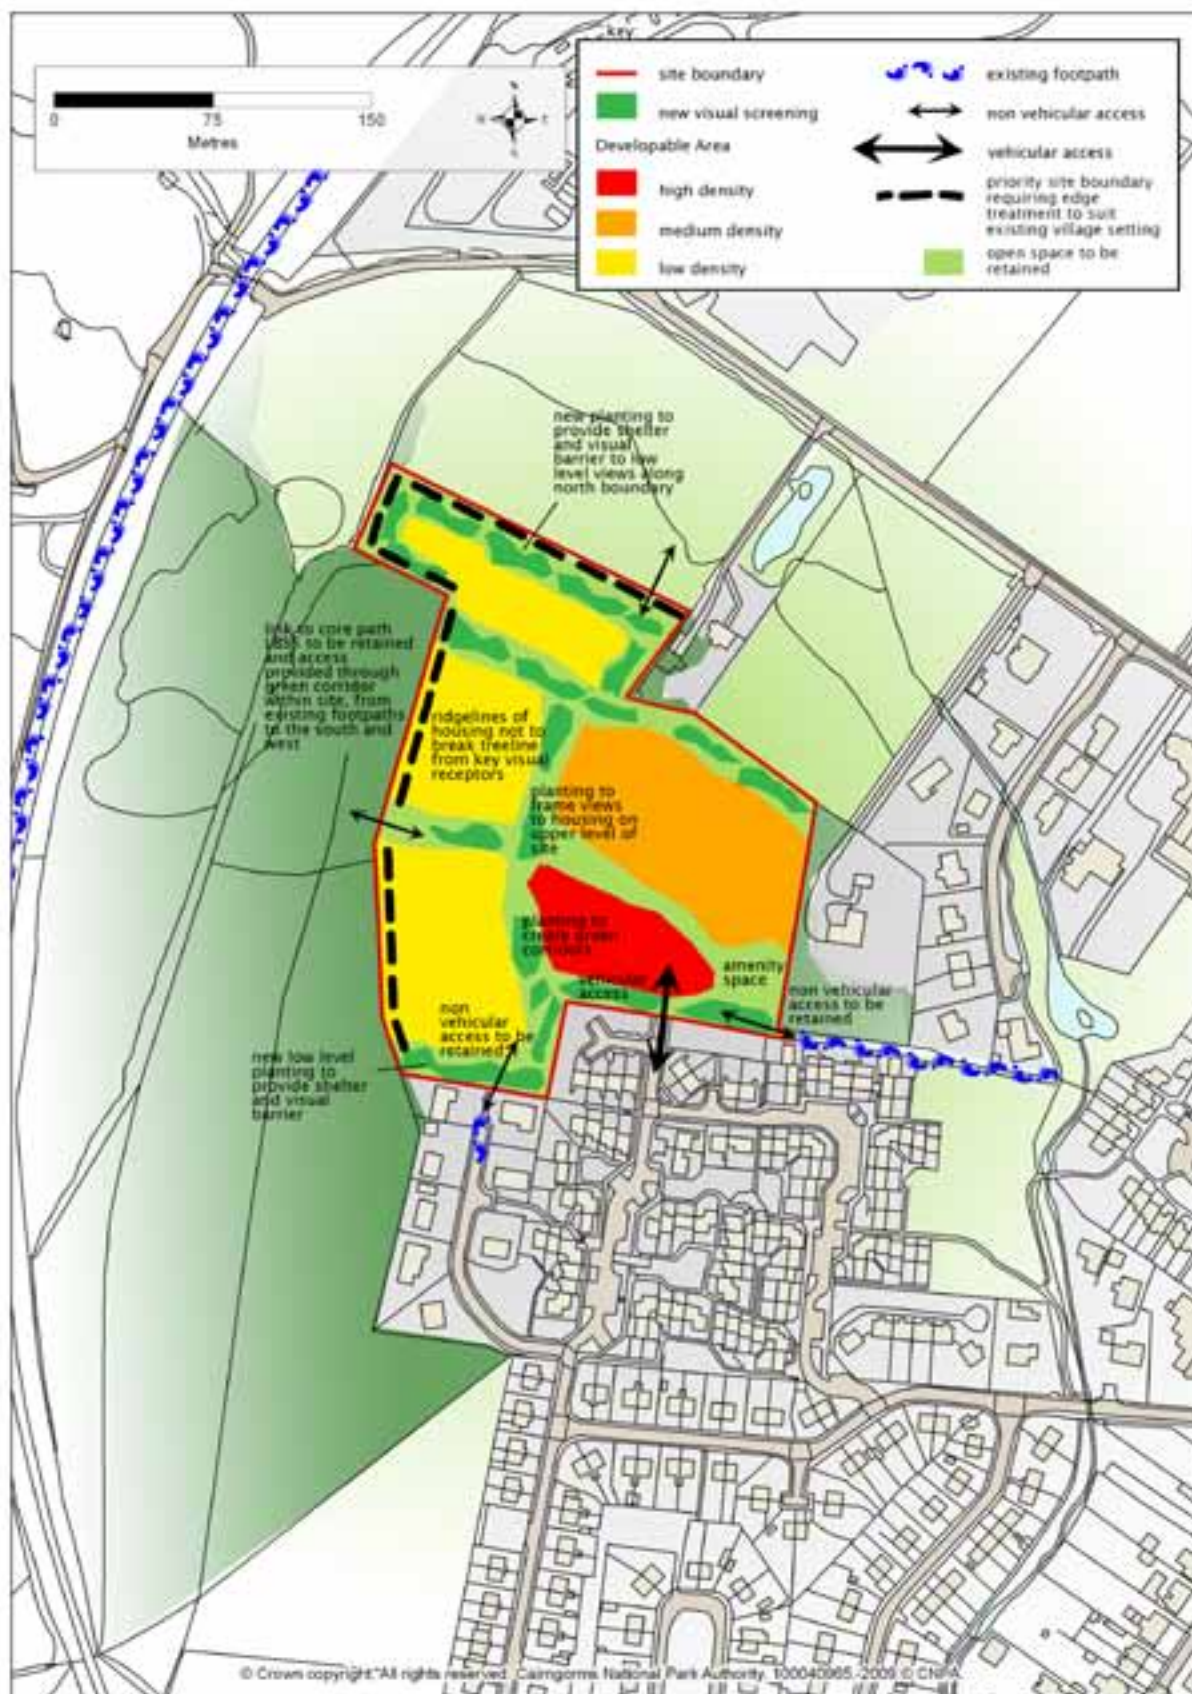 key
site boundary
new visual screening
Developable Area
high density
medium density
low density
existing footpath
non vehicular access
vehicular access
priority site boundary
requiring edge
treatment to suit
existing village setting
open space to be
retained
0 75 150
Metres
new planting to
provide shelter
and visual
barrier to low
level views along
north boundary
link to core path
to be retained
and access
provided through
green corridor
within site, from
existing footpaths
to the south and
west
ridgelines of
housing not to
break treeline
from key visual
receptors
planting to
frame views
to housing on
upper level of
site
planting to
create green
corridors
vehicular
access
amenity
space
non vehicular
access to be
retained
non
vehicular
access to be
retained
new low level
planting to
provide shelter
and visual
barrier
© Crown copyright. All rights reserved. Cairngorms National Park Authority. 100040965. 2009 © CNPA